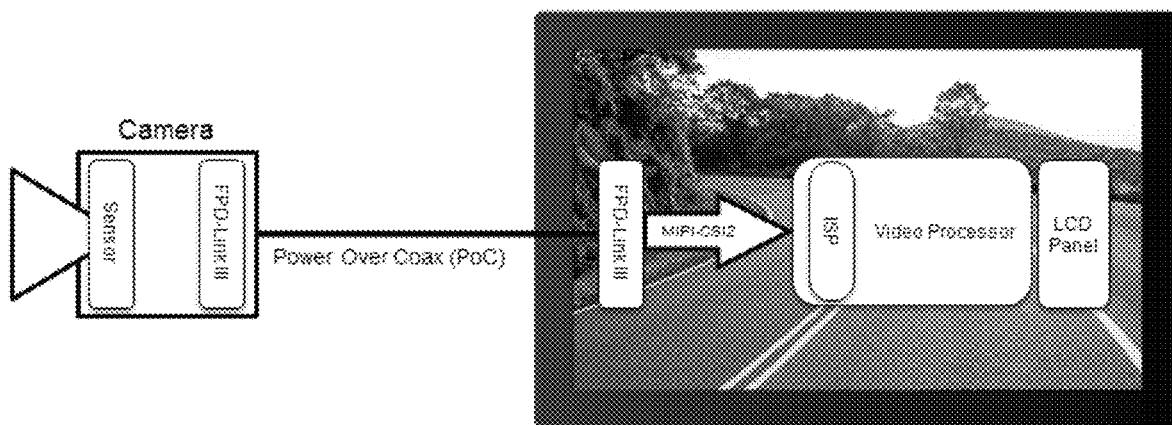 Camera
Sensor
FPD-Link III
Power Over Coax (PoC)
FPD-Link III
MIPI-CSI2
ISP
Video Processor
LCD
Panel